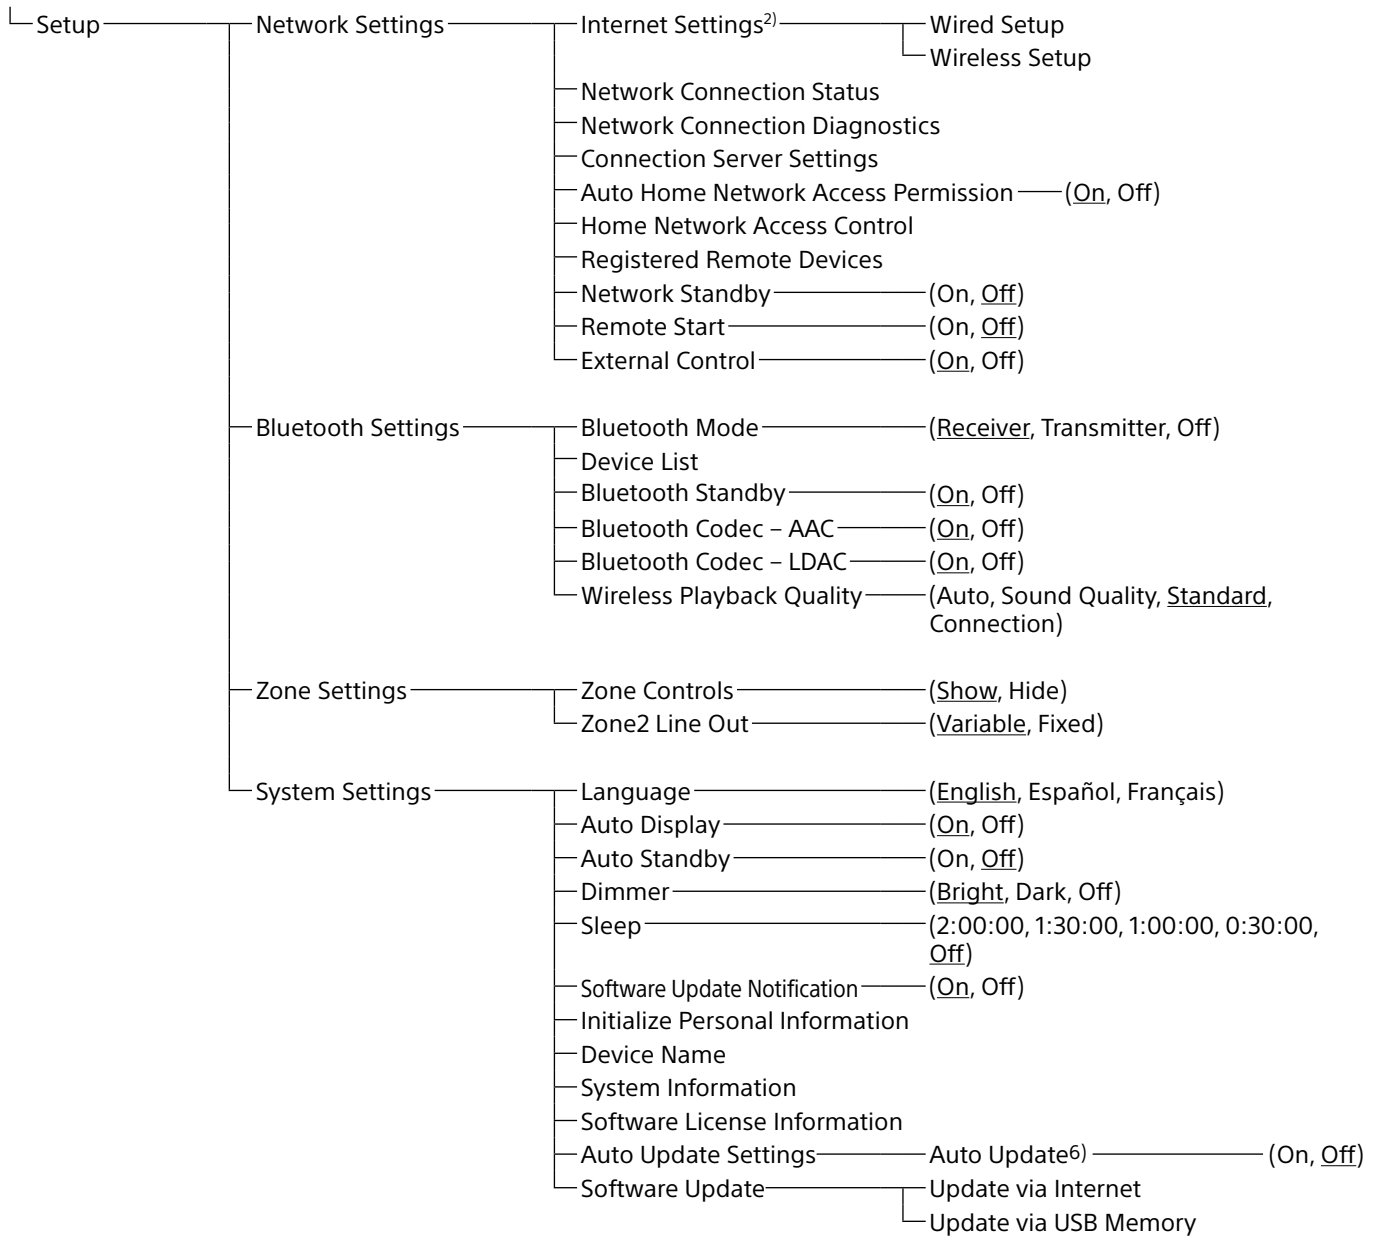 Setup Network Settings Internet Settings2) Wired Setup
Wireless Setup
Network Connection Status
Network Connection Diagnostics
Connection Server Settings
Auto Home Network Access Permission (On, Off)
Home Network Access Control
Registered Remote Devices
Network Standby (On, Off)
Remote Start (On, Off)
External Control (On, Off)
Bluetooth Settings Bluetooth Mode (Receiver, Transmitter, Off)
Device List
Bluetooth Standby (On, Off)
Bluetooth Codec – AAC (On, Off)
Bluetooth Codec – LDAC (On, Off)
Wireless Playback Quality (Auto, Sound Quality, Standard,
Connection)
Zone Settings Zone Controls (Show, Hide)
Zone2 Line Out (Variable, Fixed)
System Settings Language (English, Español, Français)
Auto Display (On, Off)
Auto Standby (On, Off)
Dimmer (Bright, Dark, Off)
Sleep (2:00:00, 1:30:00, 1:00:00, 0:30:00,
Off)
Software Update Notification (On, Off)
Initialize Personal Information
Device Name
System Information
Software License Information
Auto Update Settings Auto Update6) (On, Off)
Software Update Update via Internet
Update via USB Memory